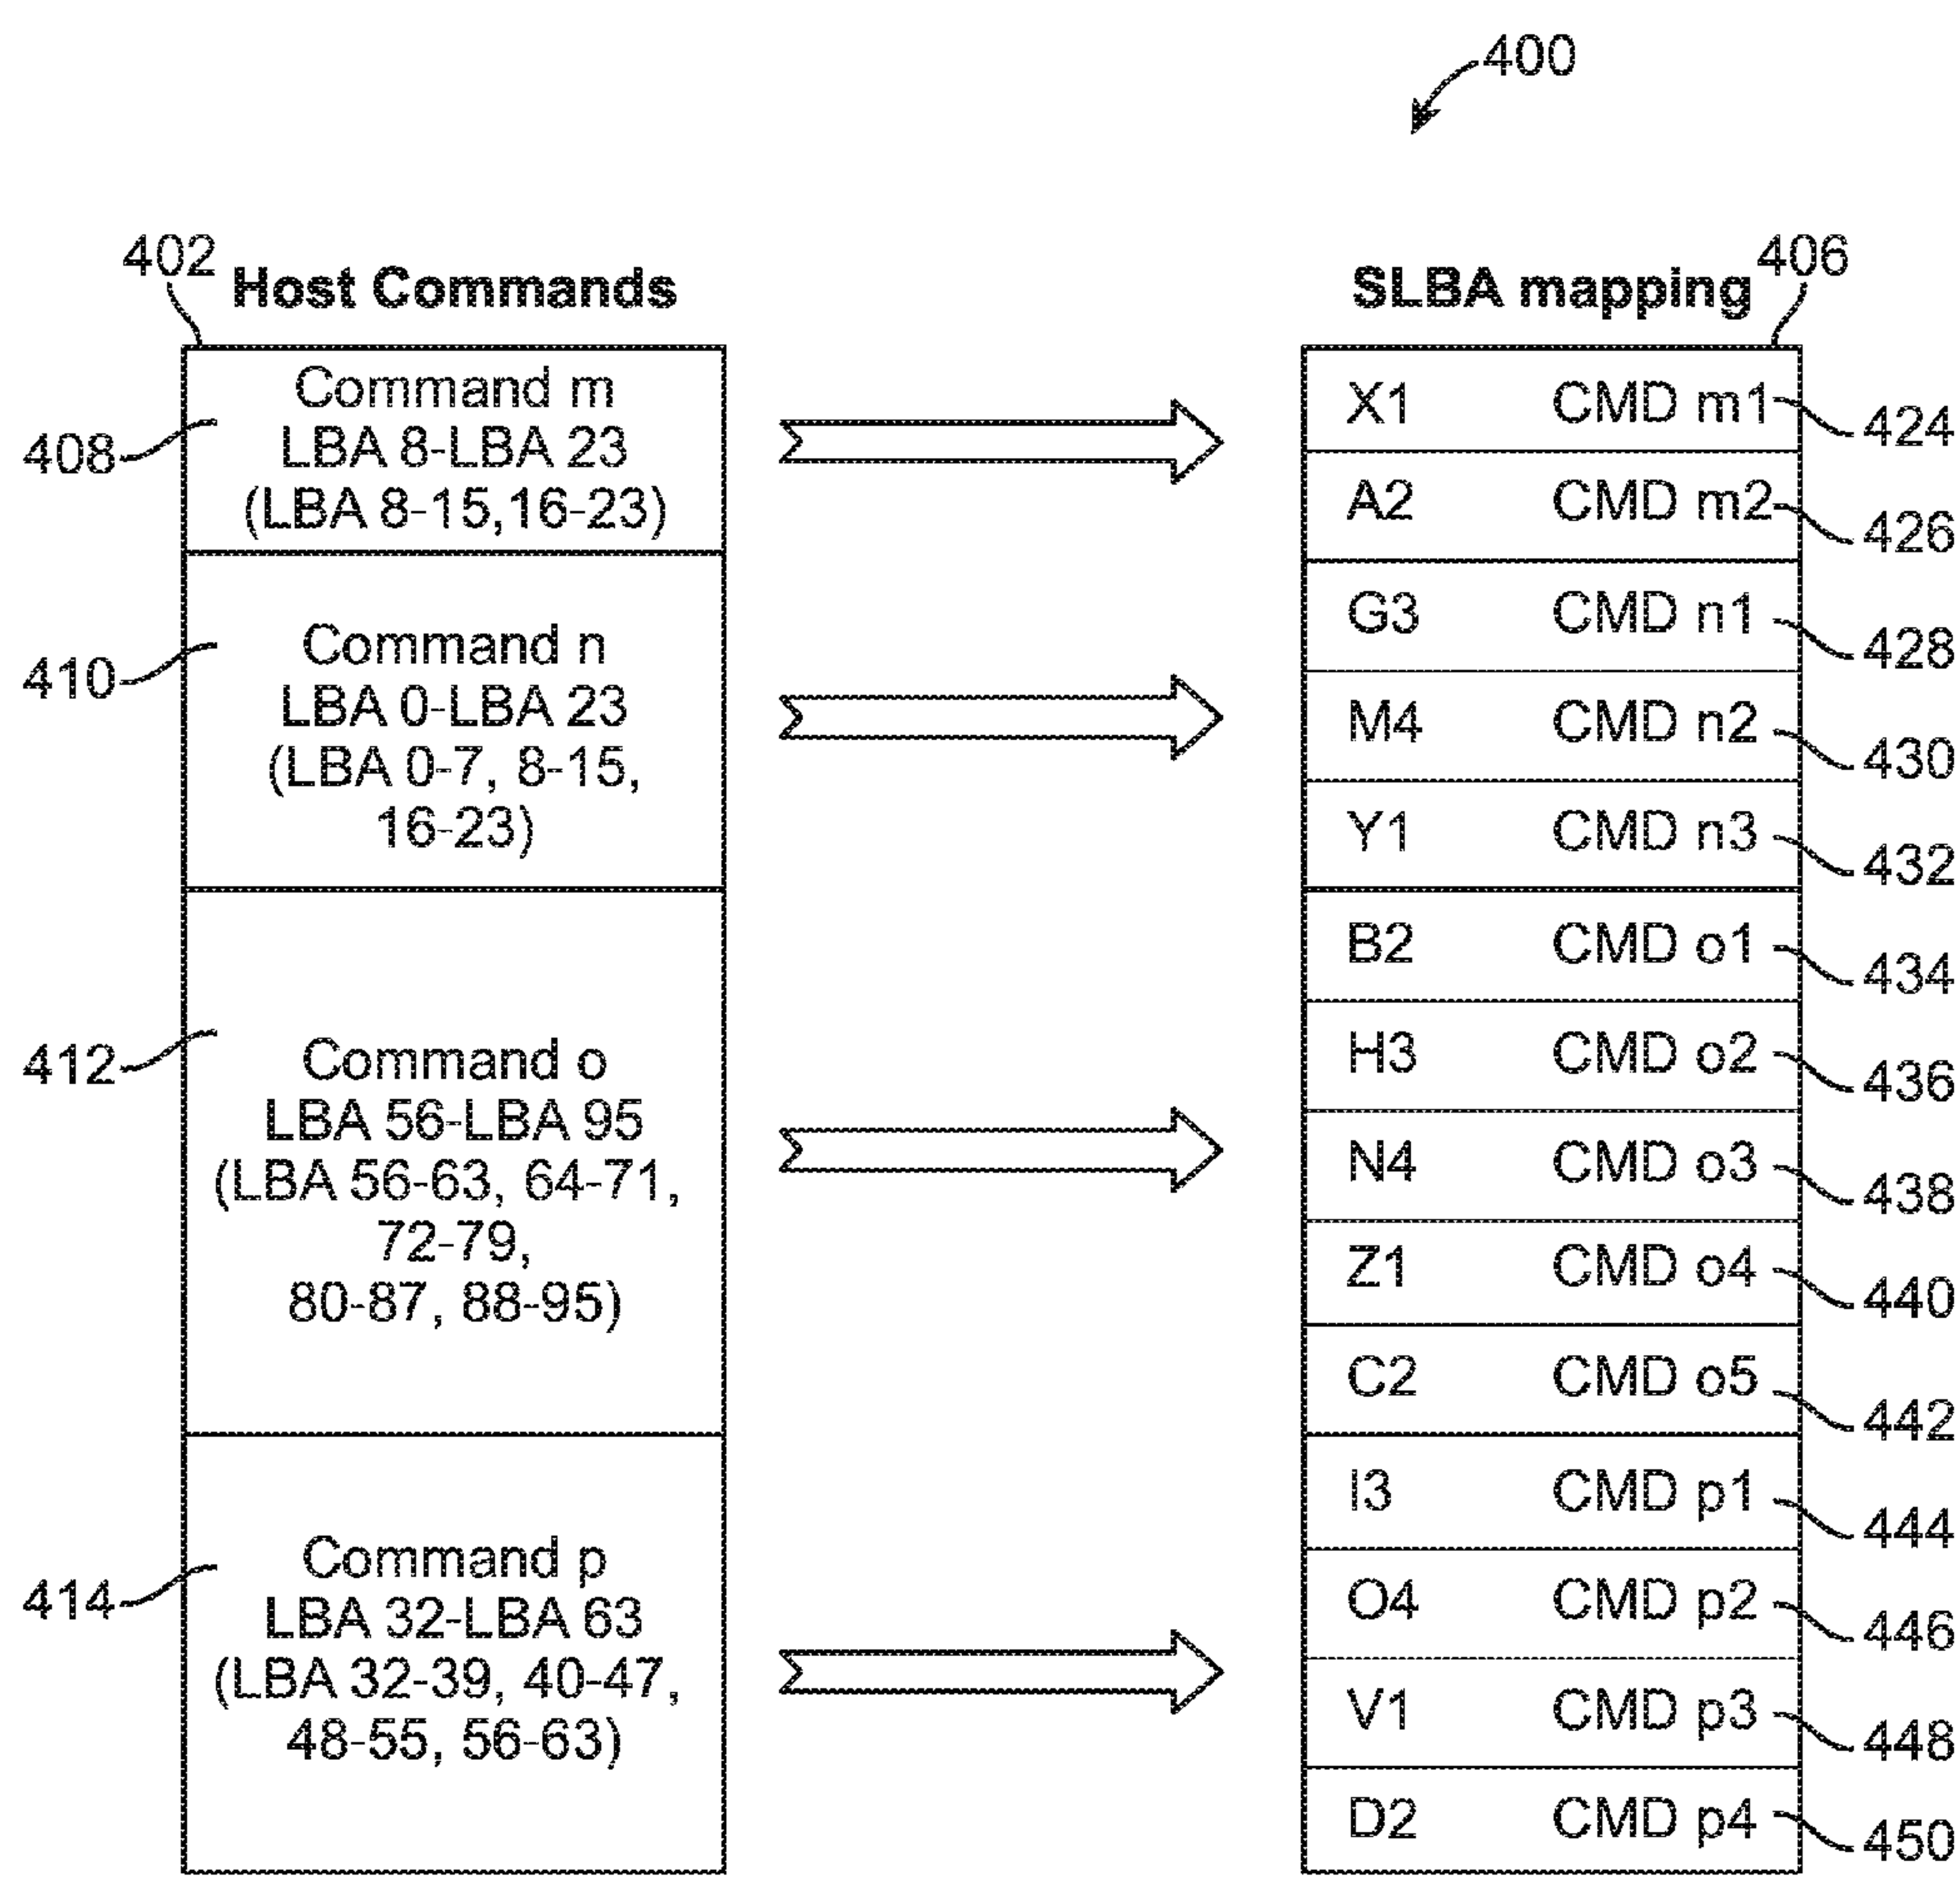 400
402
Host Commands
408
Command m
LBA 8-LBA 23
(LBA 8-15,16-23)
410
Command n
LBA 0-LBA 23
(LBA 0-7, 8-15,
16-23)
412
Command o
LBA 56-LBA 95
(LBA 56-63, 64-71,
72-79,
80-87, 88-95)
414
Command p
LBA 32-LBA 63
(LBA 32-39, 40-47,
48-55, 56-63)
SLBA mapping
406
X1 CMD m1 424
A2 CMD m2 426
G3 CMD n1 428
M4 CMD n2 430
Y1 CMD n3 432
B2 CMD o1 434
H3 CMD o2 436
N4 CMD o3 438
Z1 CMD o4 440
C2 CMD o5 442
I3 CMD p1 444
O4 CMD p2 446
V1 CMD p3 448
D2 CMD p4 450